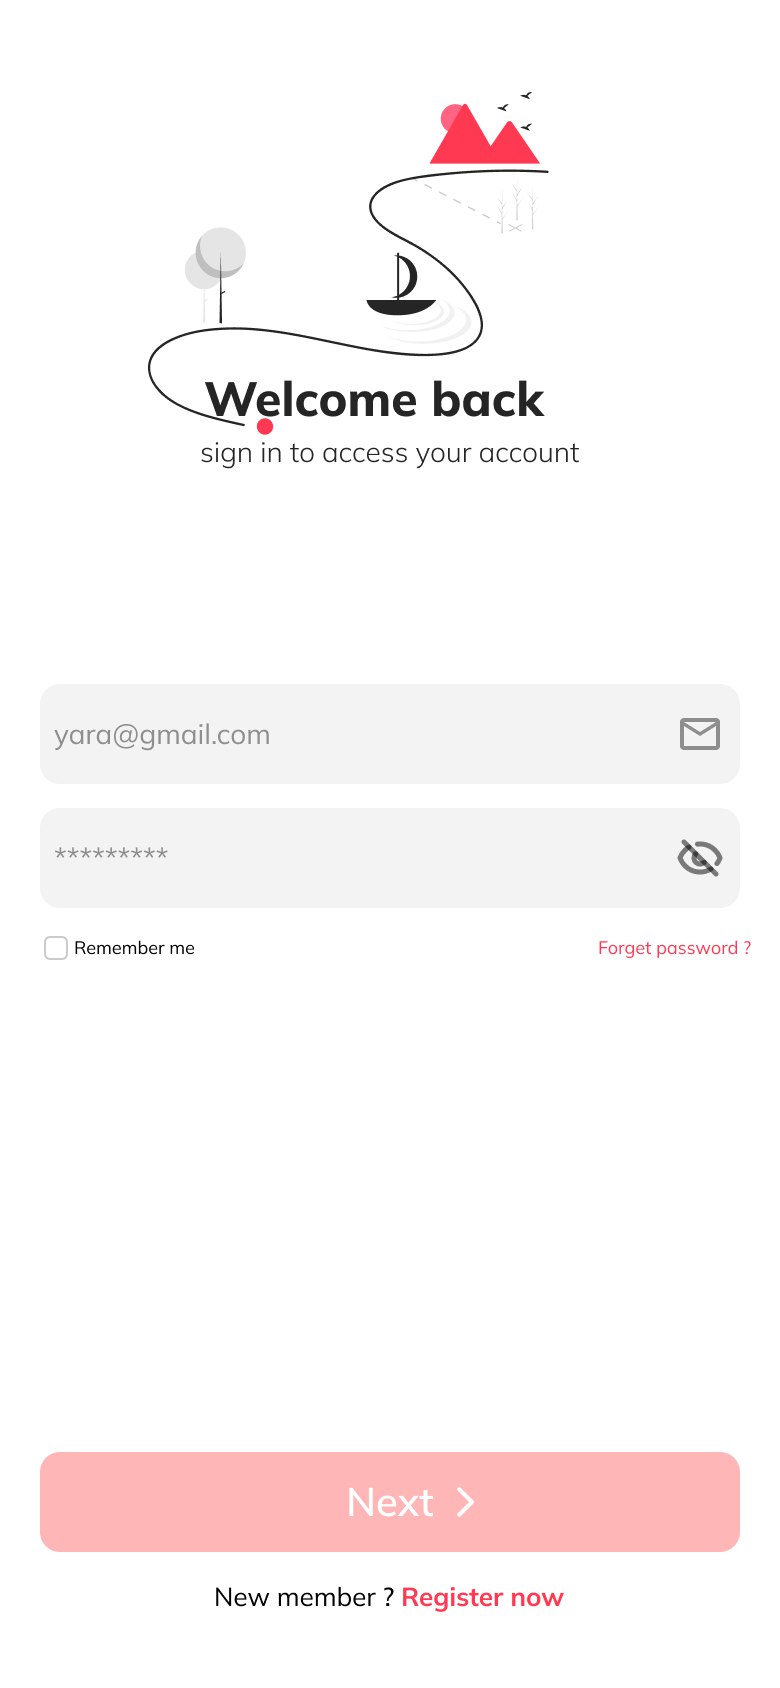 Welcome back
sign in to access your account
yara@gmail.com
*********
Remember me
Forget password ?
Next
New member ? Register now